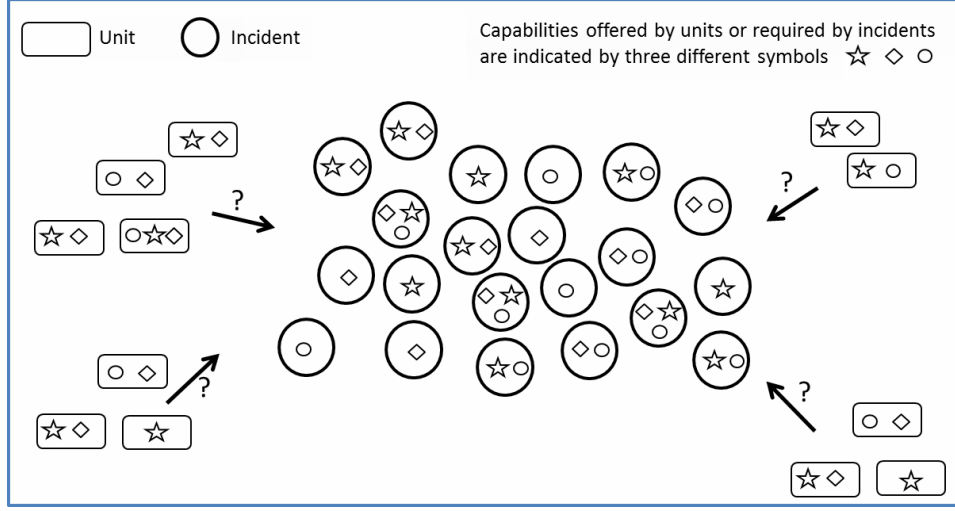 Unit
Incident
Capabilities offered by units or required by incidents
are indicated by three different symbols
?
?
?
?